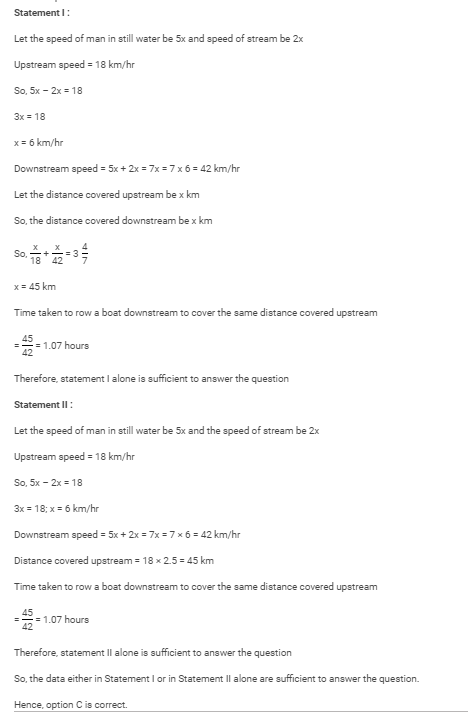 Statement I :
Let the speed of man in still water be 5x and speed of stream be 2x
Upstream speed = 18 km/hr
So, 5x – 2x = 18
3x = 18
x = 6 km/hr
Downstream speed = 5x + 2x = 7x = 7 x 6 = 42 km/hr
Let the distance covered upstream be x km
So, the distance covered downstream be x km
So, x/18 + x/42 = 3 4/7
x = 45 km
Time taken to row a boat downstream to cover the same distance covered upstream
= 45/42 = 1.07 hours
Therefore, statement I alone is sufficient to answer the question
Statement II :
Let the speed of man in still water be 5x and the speed of stream be 2x
Upstream speed = 18 km/hr
So, 5x – 2x = 18
3x = 18; x = 6 km/hr
Downstream speed = 5x + 2x = 7x = 7 × 6 = 42 km/hr
Distance covered upstream = 18 × 2.5 = 45 km
Time taken to row a boat downstream to cover the same distance covered upstream
= 45/42 = 1.07 hours
Therefore, statement II alone is sufficient to answer the question
So, the data either in Statement I or in Statement II alone are sufficient to answer the question.
Hence, option C is correct.